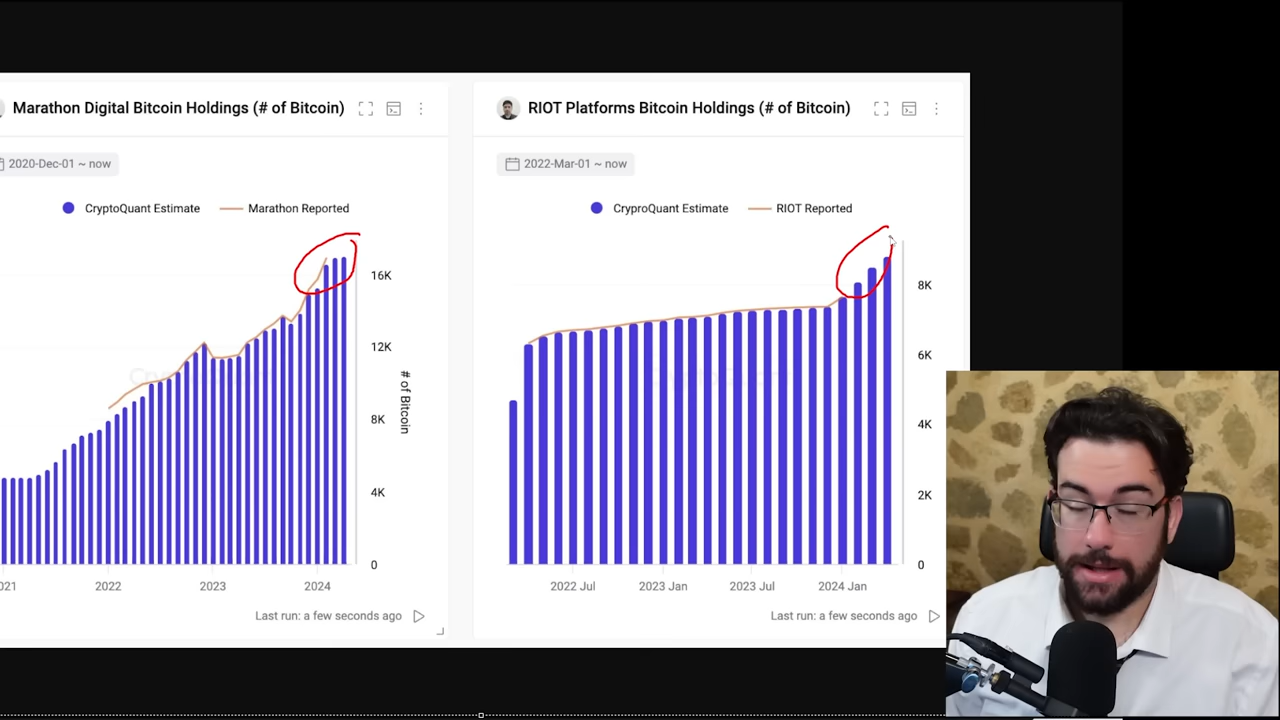 Marathon Digital Bitcoin Holdings (# of Bitcoin)
2020-Dec-01 ~ now
CryptoQuant Estimate
Marathon Reported
16K
12K
8K
4K
0
# of Bitcoin
2022
2023
2024
Last run: a few seconds ago
RIOT Platforms Bitcoin Holdings (# of Bitcoin)
2022-Mar-01 ~ now
CryproQuant Estimate
RIOT Reported
8K
6K
4K
2K
0
2022 Jul
2023 Jan
2023 Jul
2024 Jan
Last run: a few seconds ago